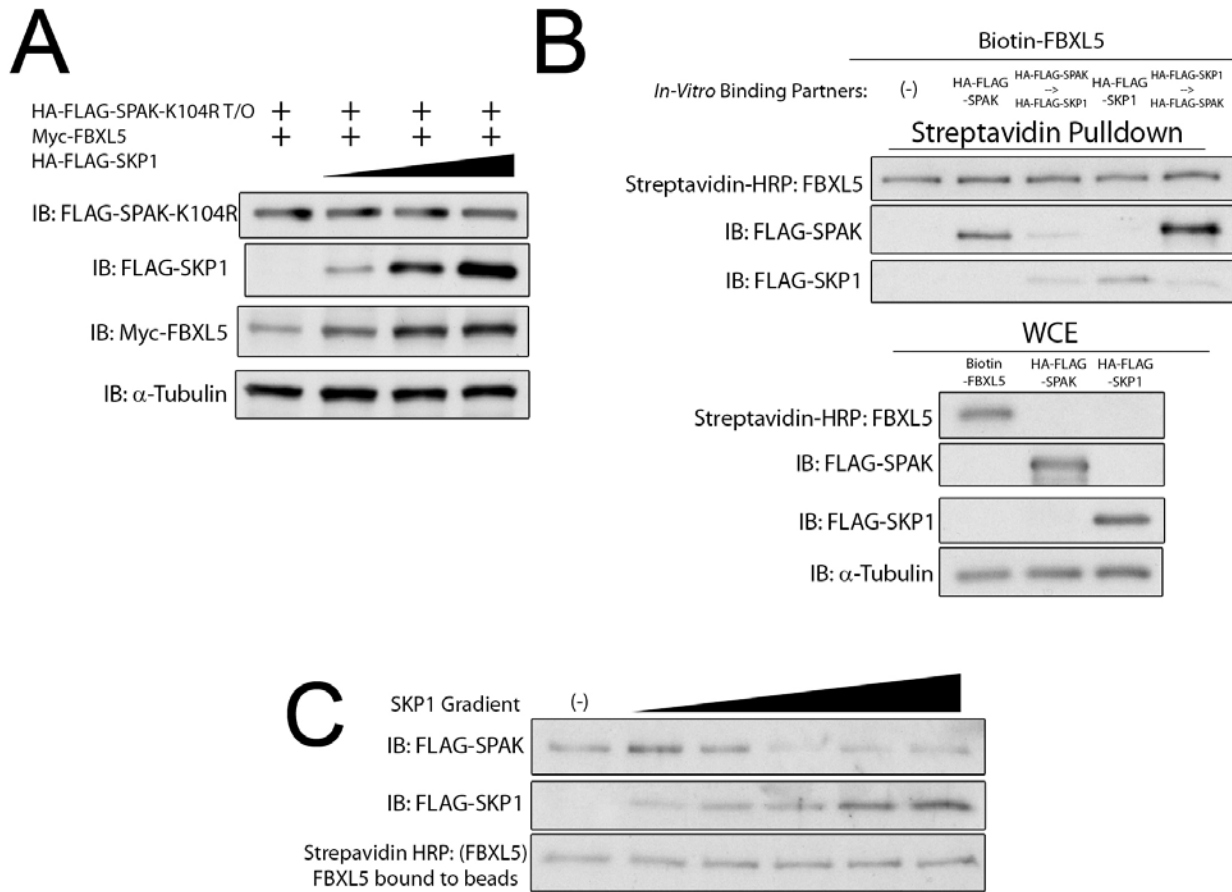 A
HA-FLAG-SPAK-K104R T/O + + + +
Myc-FBXL5 + + + +
HA-FLAG-SKP1
IB: FLAG-SPAK-K104R
IB: FLAG-SKP1
IB: Myc-FBXL5
IB: α-Tubulin
B
Biotin-FBXL5
In-Vitro Binding Partners: (-) HA-FLAG -SPAK HA-FLAG-SPAK --> HA-FLAG-SKP1 HA-FLAG -SKP1 HA-FLAG-SKP1 --> HA-FLAG-SPAK
Streptavidin Pulldown
Streptavidin-HRP: FBXL5
IB: FLAG-SPAK
IB: FLAG-SKP1
WCE
Biotin -FBXL5 HA-FLAG -SPAK HA-FLAG -SKP1
Streptavidin-HRP: FBXL5
IB: FLAG-SPAK
IB: FLAG-SKP1
IB: α-Tubulin
C
SKP1 Gradient (-)
IB: FLAG-SPAK
IB: FLAG-SKP1
Strepavidin HRP: (FBXL5)
FBXL5 bound to beads